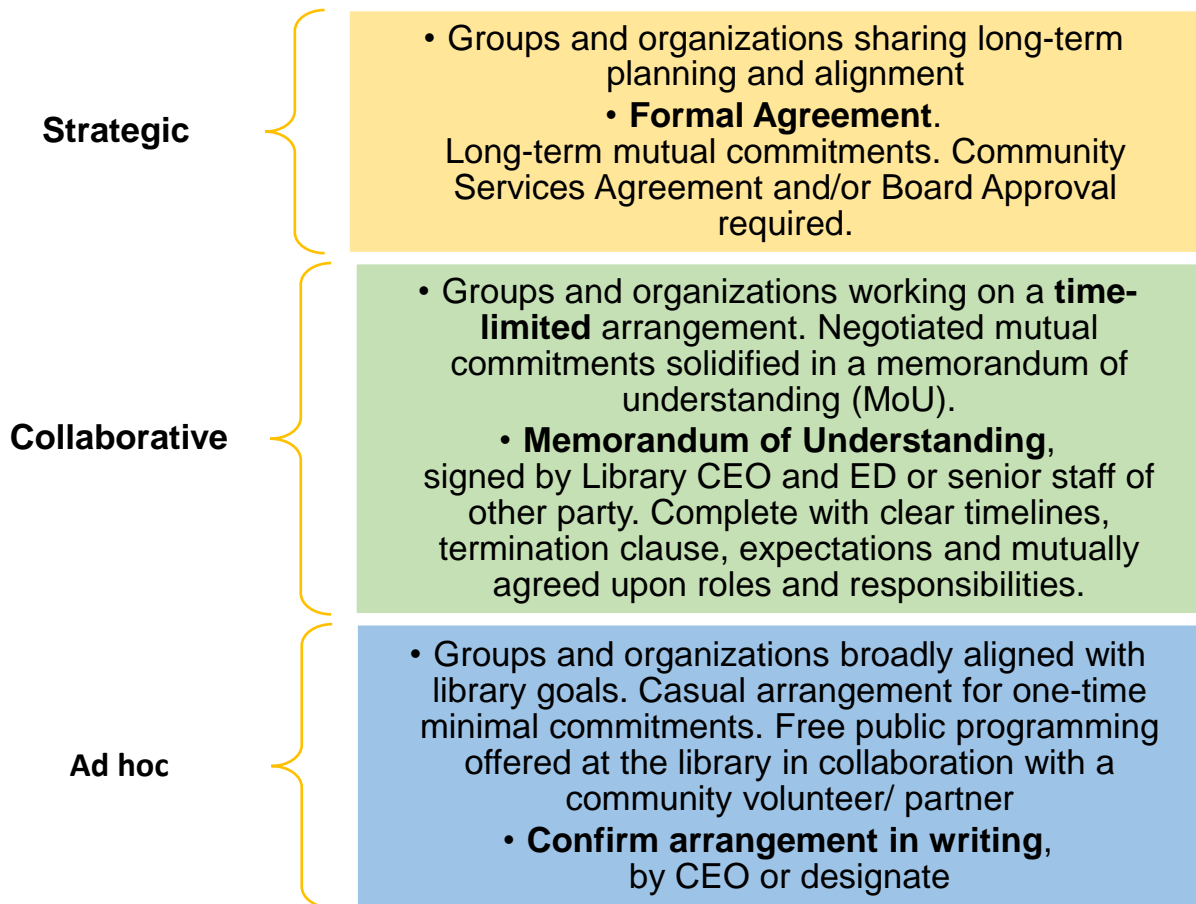 Strategic
• Groups and organizations sharing long-term
planning and alignment
• Formal Agreement.
Long-term mutual commitments. Community
Services Agreement and/or Board Approval
required.
Collaborative
• Groups and organizations working on a time-
limited arrangement. Negotiated mutual
commitments solidified in a memorandum of
understanding (MoU).
• Memorandum of Understanding,
signed by Library CEO and ED or senior staff of
other party. Complete with clear timelines,
termination clause, expectations and mutually
agreed upon roles and responsibilities.
Ad hoc
• Groups and organizations broadly aligned with
library goals. Casual arrangement for one-time
minimal commitments. Free public programming
offered at the library in collaboration with a
community volunteer/ partner
• Confirm arrangement in writing,
by CEO or designate